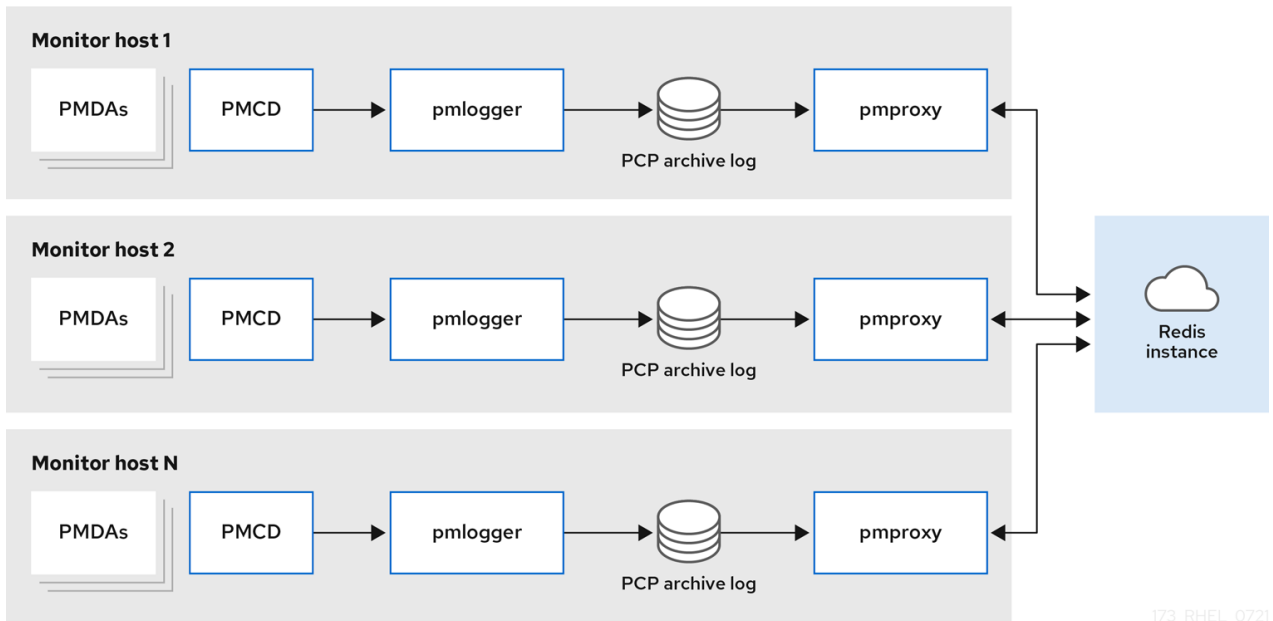 Monitor host 1
PMDAs
PMCD
pmlogger
PCP archive log
pmproxy
Monitor host 2
PMDAs
PMCD
pmlogger
PCP archive log
pmproxy
Redis
instance
Monitor host N
PMDAs
PMCD
pmlogger
PCP archive log
pmproxy
173_RHEL_0721